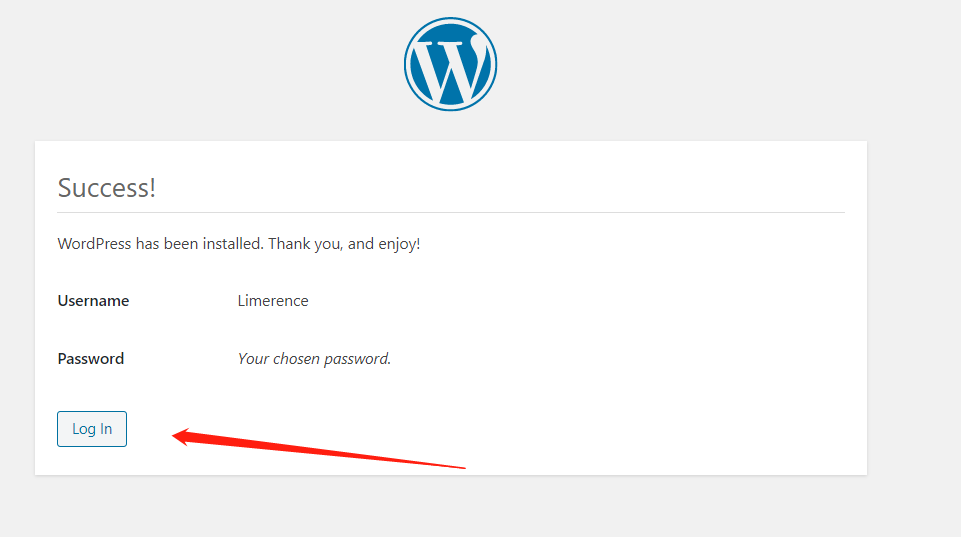 Success!
WordPress has been installed. Thank you, and enjoy!
Username Limerence
Password Your chosen password.
Log In